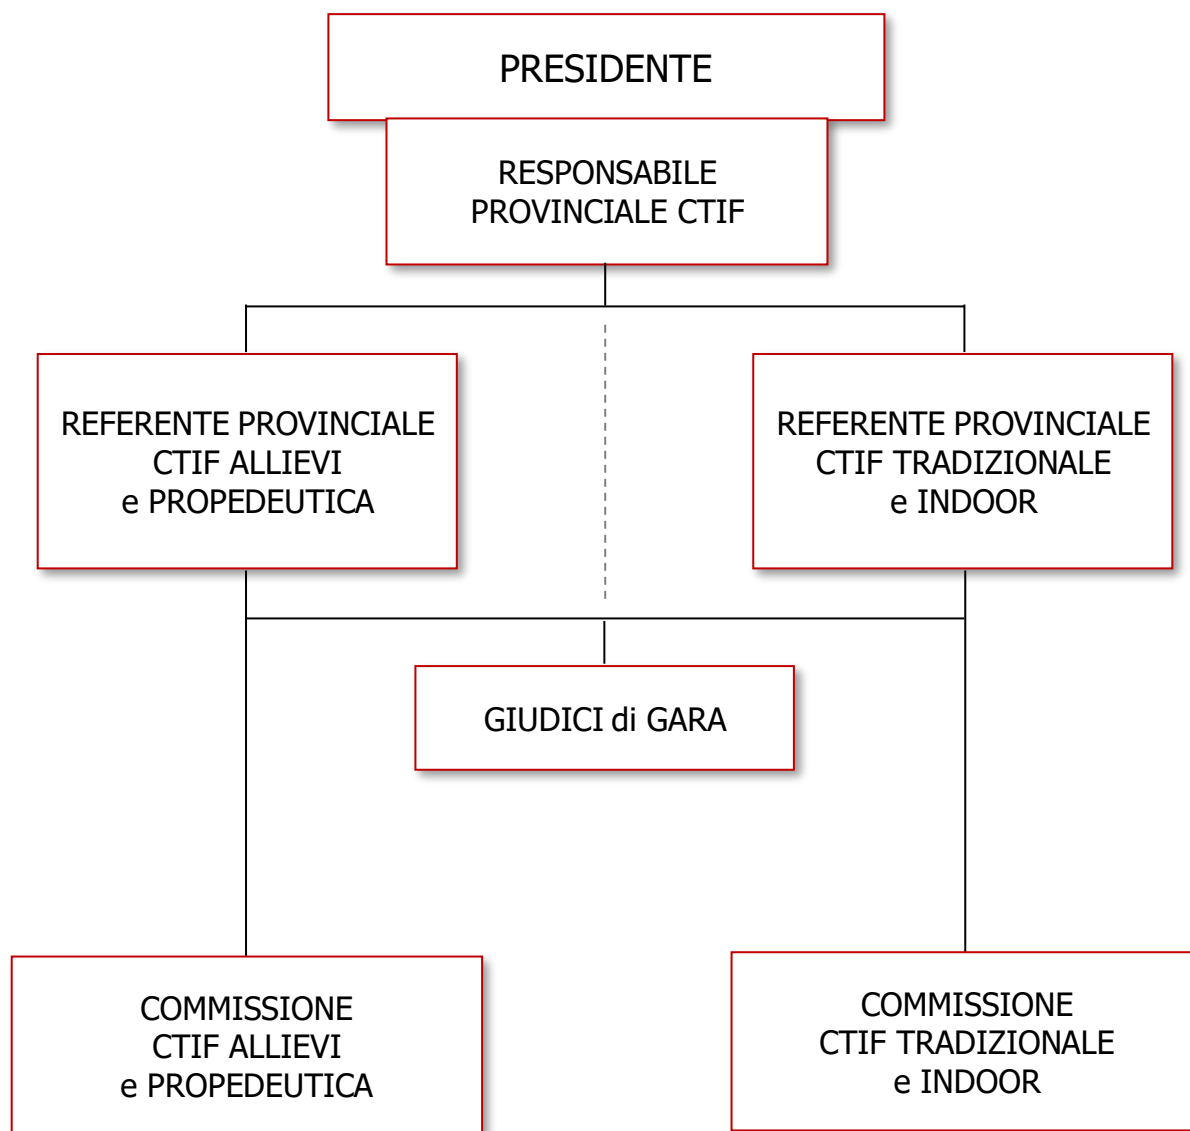 PRESIDENTE
RESPONSABILE
PROVINCIALE CTIF
REFERENTE PROVINCIALE
CTIF ALLIEVI
e PROPEDEUTICA
REFERENTE PROVINCIALE
CTIF TRADIZIONALE
e INDOOR
GIUDICI di GARA
COMMISSIONE
CTIF ALLIEVI
e PROPEDEUTICA
COMMISSIONE
CTIF TRADIZIONALE
e INDOOR